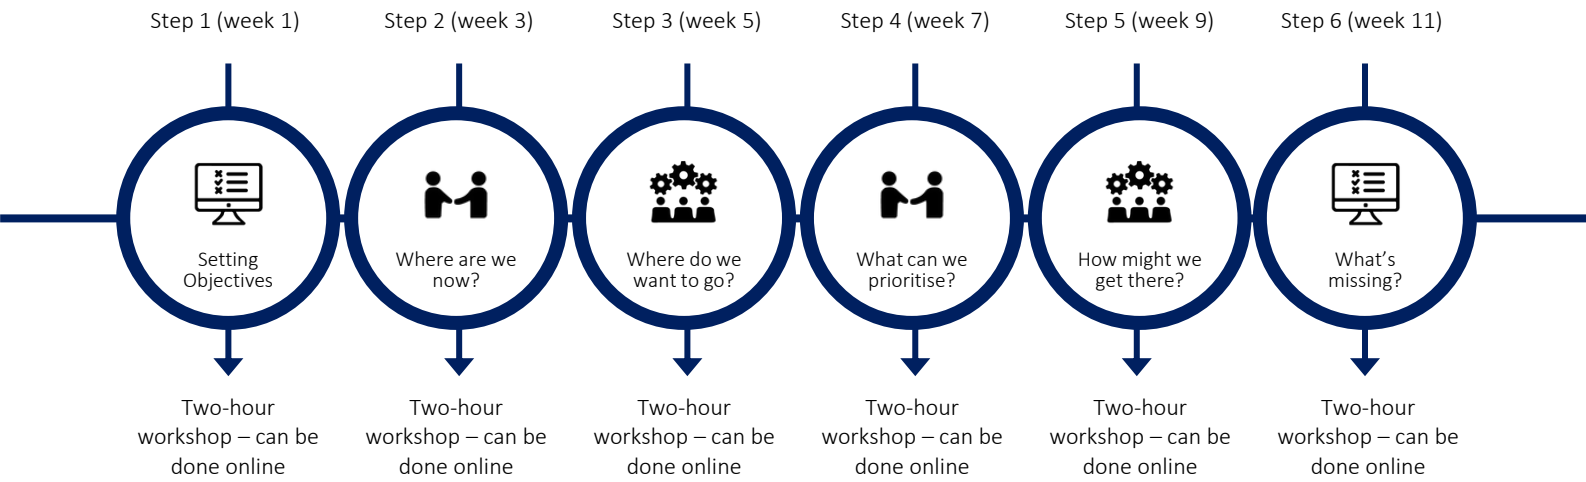 Step 1 (week 1)
Step 2 (week 3)
Step 3 (week 5)
Step 4 (week 7)
Step 5 (week 9)
Step 6 (week 11)
Setting
Objectives
Where are we
now?
Where do we
want to go?
What can we
prioritise?
How might we
get there?
What’s
missing?
Two-hour
workshop – can be
done online
Two-hour
workshop – can be
done online
Two-hour
workshop – can be
done online
Two-hour
workshop – can be
done online
Two-hour
workshop – can be
done online
Two-hour
workshop – can be
done online